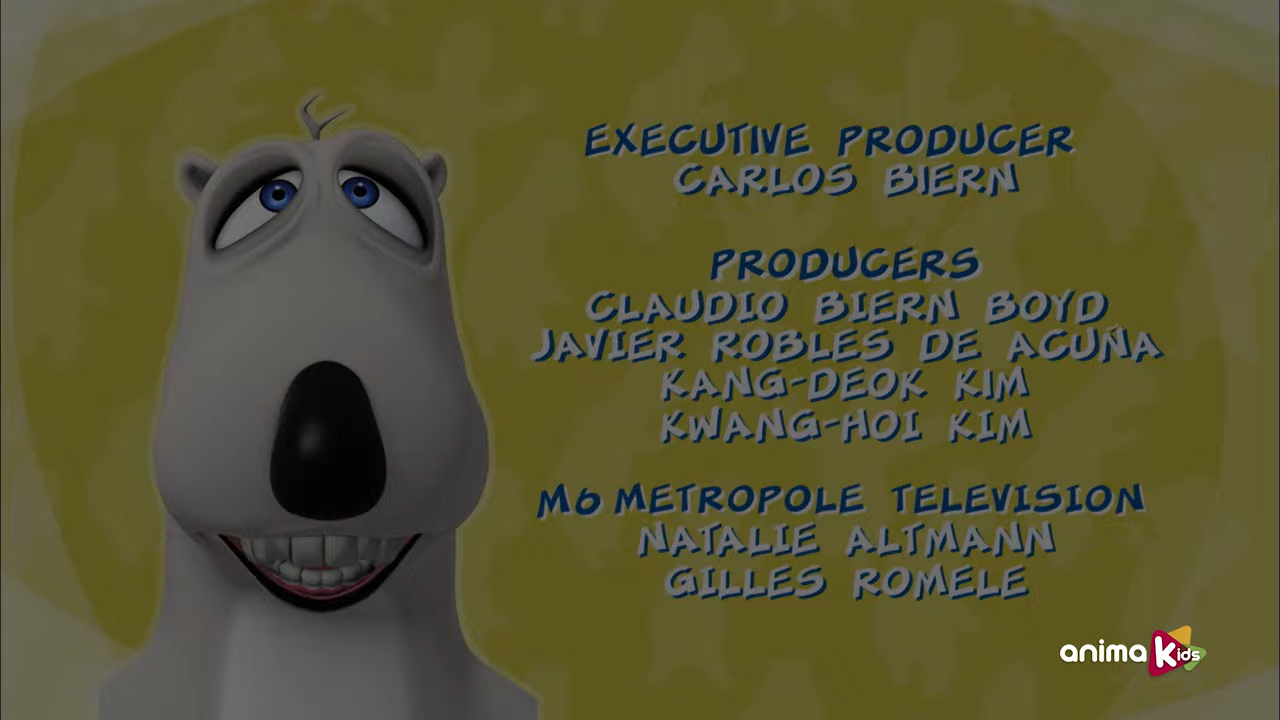 EXECUTIVE PRODUCER
CARLOS BIERN
PRODUCERS
CLAUDIO BIERN BOYD
JAVIER ROBLES DE ACUÑA
KANG-DEOK KIM
KWANG-HOI KIM
M6 METROPOLE TELEVISION
NATALIE ALTMANN
GILLES ROMELE
anima Kids